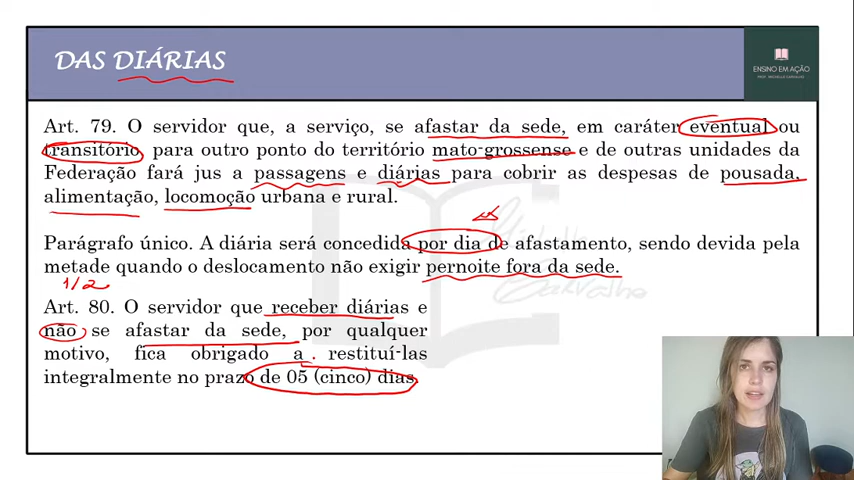 DAS DIÁRIAS
ENSINO EM AÇÃO
PROF. MICHELLE CARVALHO
Art. 79. O servidor que, a serviço, se afastar da sede, em caráter eventual ou
transitório, para outro ponto do território mato-grossense e de outras unidades da
Federação fará jus a passagens e diárias para cobrir as despesas de pousada,
alimentação, locomoção urbana e rural.
Parágrafo único. A diária será concedida por dia de afastamento, sendo devida pela
metade quando o deslocamento não exigir pernoite fora da sede.
1/2
Art. 80. O servidor que receber diárias e
não se afastar da sede, por qualquer
motivo, fica obrigado a restituí-las
integralmente no prazo de 05 (cinco) dias.
Carvalho